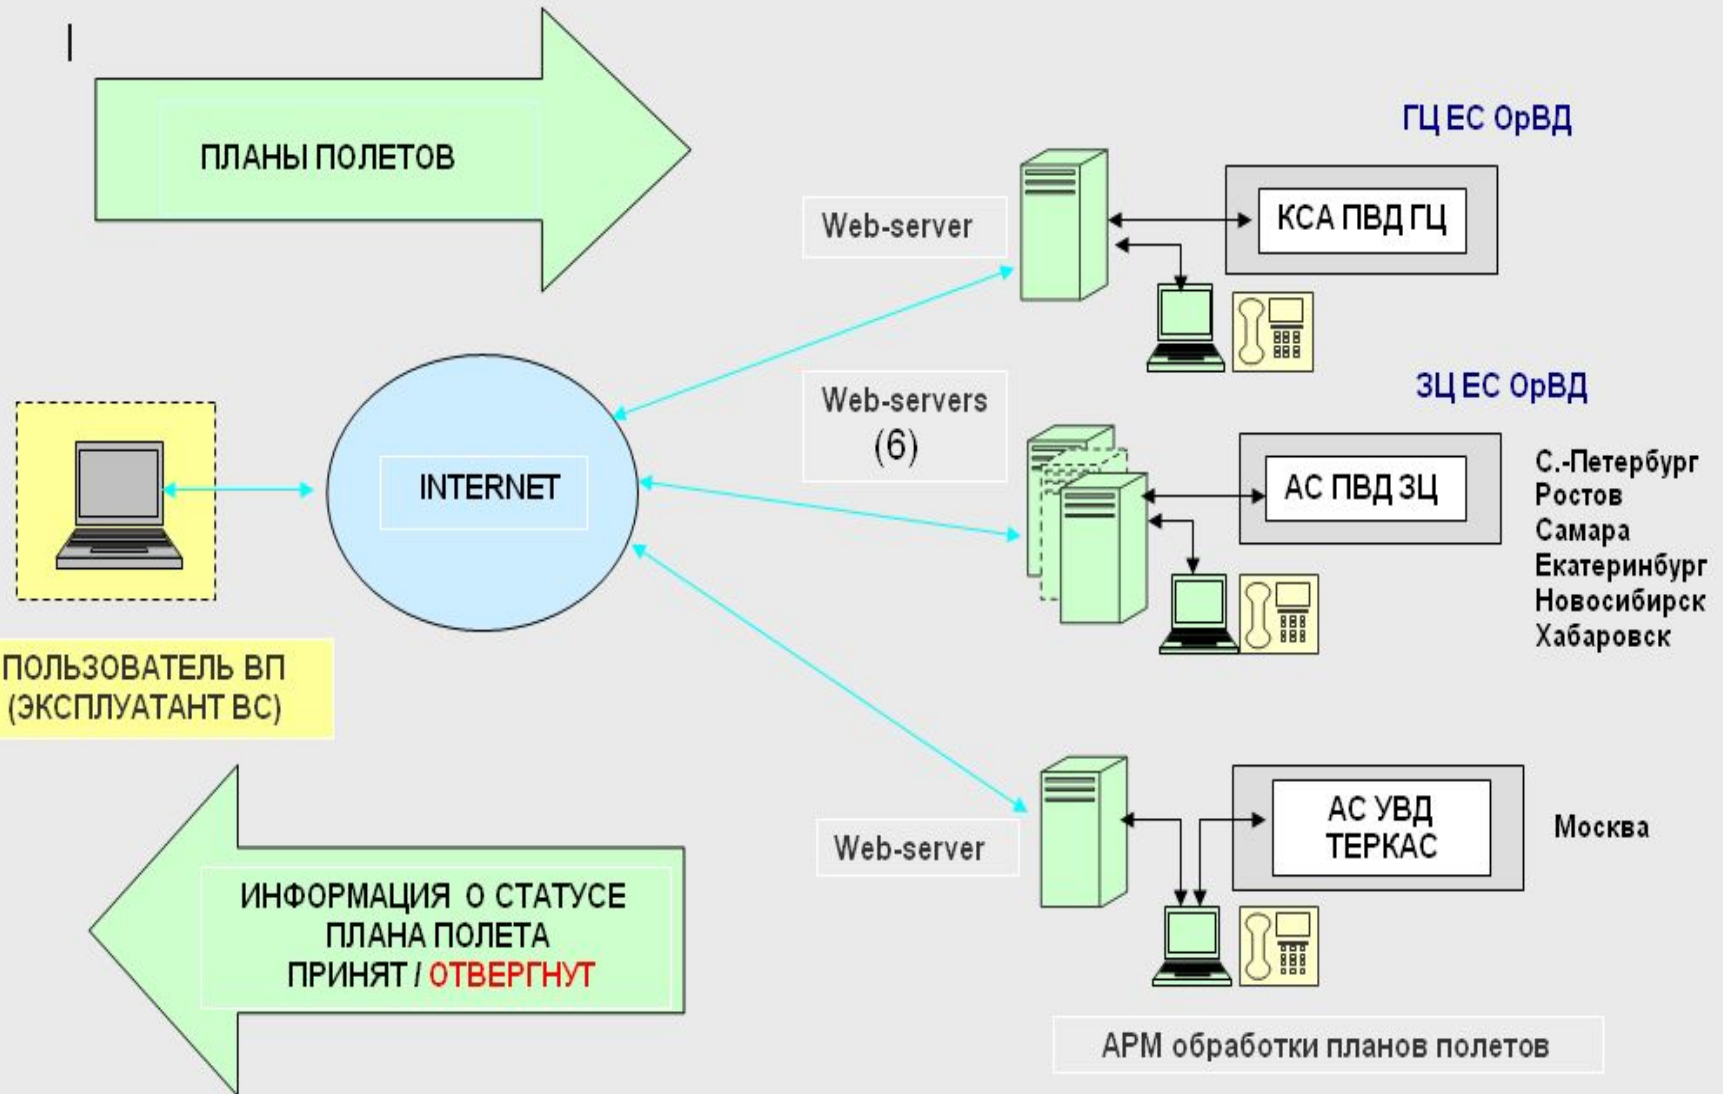 ПЛАНЫ ПОЛЕТОВ
ГЦ ЕС ОрВД
Web-server
КСА ПВД ГЦ
ЗЦ ЕС ОрВД
Web-servers
(6)
INTERNET
АС ПВД ЗЦ
С.-Петербург
Ростов
Самара
Екатеринбург
Новосибирск
Хабаровск
ПОЛЬЗОВАТЕЛЬ ВП
(ЭКСПЛУАТАНТ ВС)
Web-server
АС УВД
ТЕРКАС
Москва
ИНФОРМАЦИЯ О СТАТУСЕ
ПЛАНА ПОЛЕТА
ПРИНЯТ / ОТВЕРГНУТ
АРМ обработки планов полетов